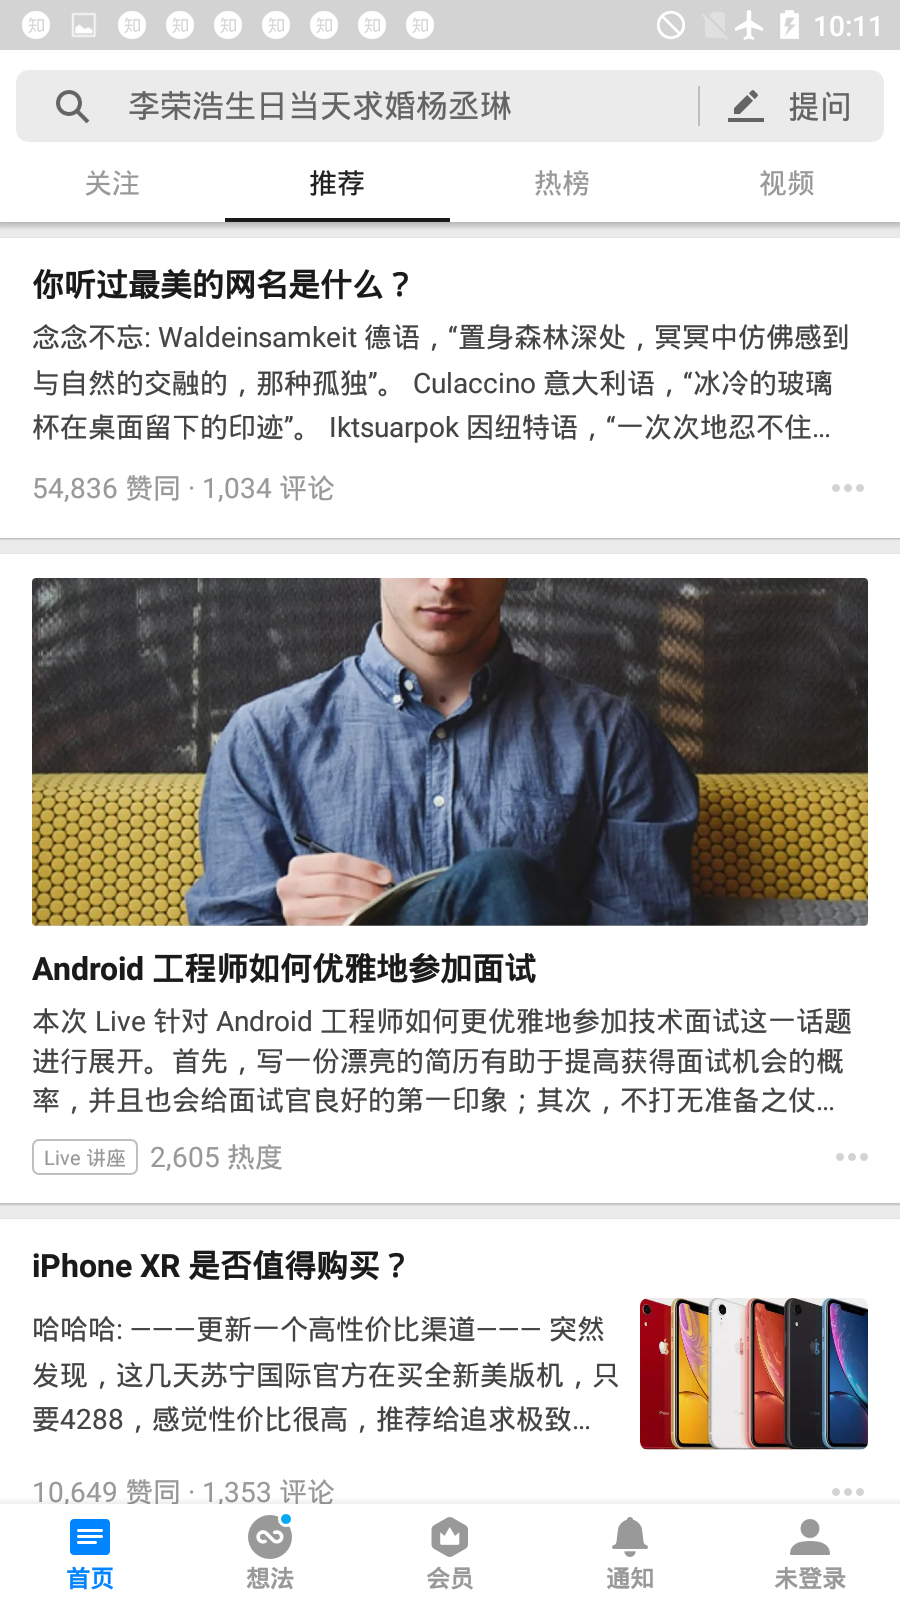 知 知 知 知 知 知 知 知 10:11
李荣浩生日当天求婚杨丞琳 提问
关注 推荐 热榜 视频
你听过最美的网名是什么？
念念不忘: Waldeinsamkeit 德语，“置身森林深处，冥冥中仿佛感到
与自然的交融的，那种孤独”。 Culaccino 意大利语，“冰冷的玻璃
杯在桌面留下的印迹”。 Iktsuarpok 因纽特语，“一次次地忍不住...
54,836 赞同 · 1,034 评论
Android 工程师如何优雅地参加面试
本次 Live 针对 Android 工程师如何更优雅地参加技术面试这一话题
进行展开。首先，写一份漂亮的简历有助于提高获得面试机会的概
率，并且也会给面试官良好的第一印象；其次，不打无准备之仗...
Live 讲座 2,605 热度
iPhone XR 是否值得购买？
哈哈哈: ———更新一个高性价比渠道——— 突然
发现，这几天苏宁国际官方在买全新美版机，只
要4288，感觉性价比很高，推荐给追求极致...
10,649 赞同 · 1,353 评论
首页 想法 会员 通知 未登录